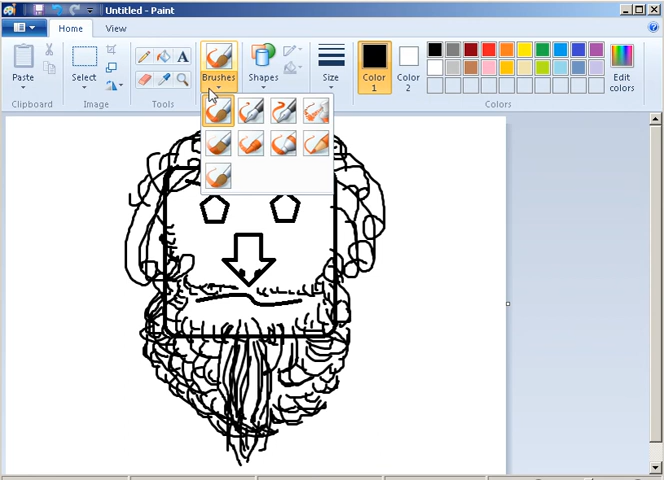 Untitled - Paint
Home View
Paste
Select
A
Brushes
Shapes
Size
Color 1
Color 2
Edit colors
Clipboard
Image
Tools
Colors